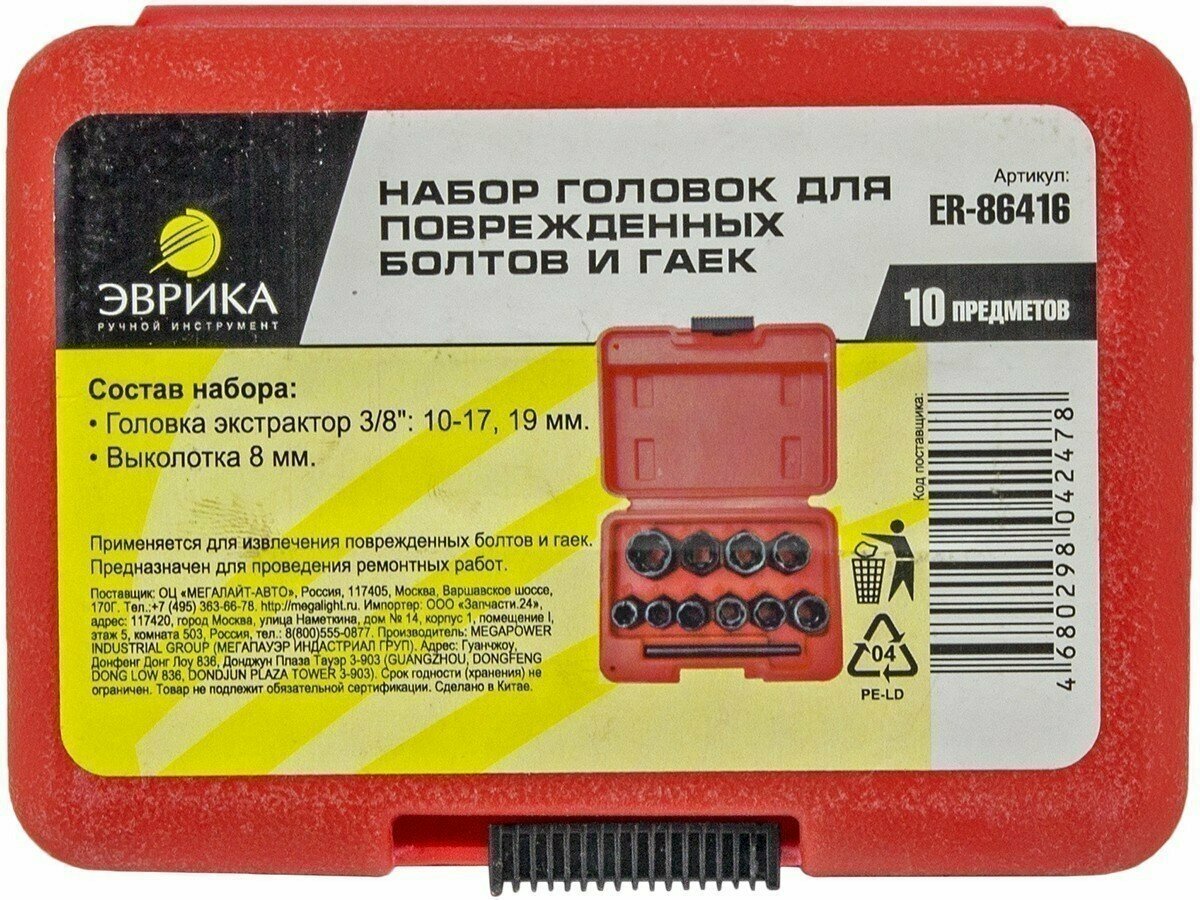 НАБОР ГОЛОВОК ДЛЯ
ПОВРЕЖДЕННЫХ
БОЛТОВ И ГАЕК
Артикул:
ER-86416
ЭВРИКА
РУЧНОЙ ИНСТРУМЕНТ
10 ПРЕДМЕТОВ
Состав набора:
• Головка экстрактор 3/8": 10-17, 19 мм.
• Выколотка 8 мм.
Применяется для извлечения поврежденных болтов и гаек.
Предназначен для проведения ремонтных работ.
Поставщик: ОЦ «МЕГАЛАЙТ-АВТО», Россия, 117405, Москва, Варшавское шоссе,
170Г. Тел.:+7 (495) 363-66-78. http://megalight.ru. Импортер: ООО «Запчасти.24»,
адрес: 117420, город Москва, улица Наметкина, дом № 14, корпус 1, помещение I,
этаж 5, комната 503, Россия, тел.: 8(800)555-0877. Производитель: MEGAPOWER
INDUSTRIAL GROUP (МЕГАПАУЭР ИНДАСТРИАЛ ГРУП). Адрес: Гуанчжоу,
Донфенг Донг Лоу 836, Донджун Плаза Тауэр 3-903 (GUANGZHOU, DONGFENG
DONG LOW 836, DONDJUN PLAZA TOWER 3-903). Срок годности (хранения) не
ограничен. Товар не подлежит обязательной сертификации. Сделано в Китае.
Код поставщика:
4 680298 042478
04
PE-LD